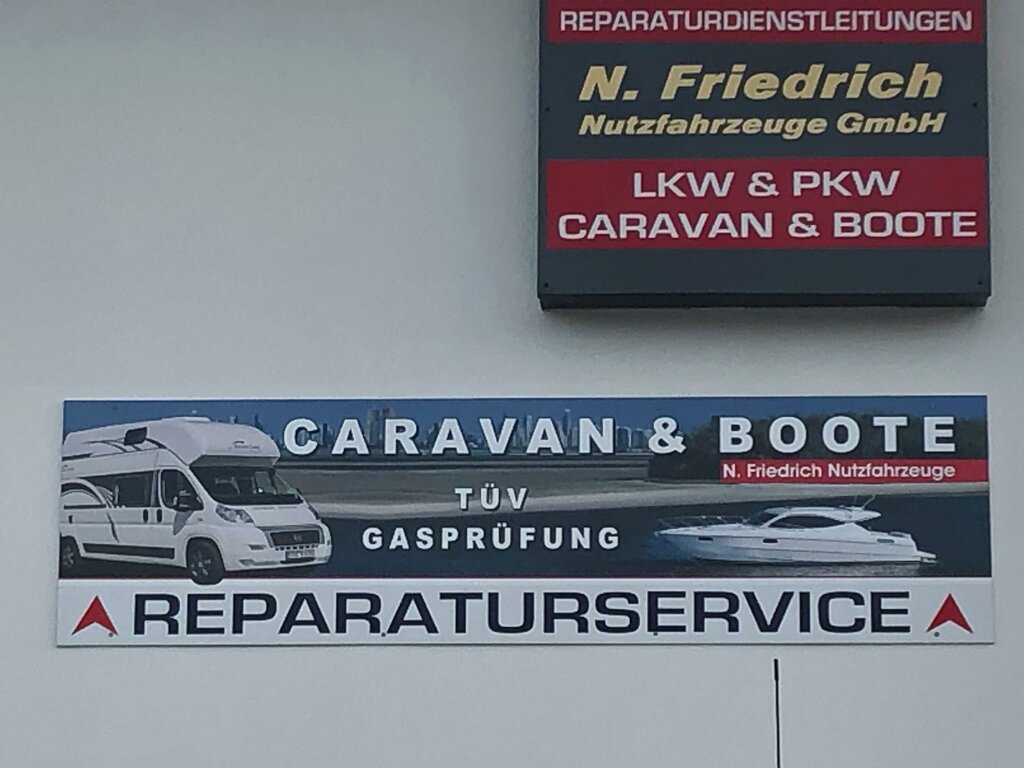 REPARATURDIENSTLEITUNGEN
N. Friedrich
Nutzfahrzeuge GmbH
LKW & PKW
CARAVAN & BOOTE
CARAVAN & BOOTE
N. Friedrich Nutzfahrzeuge
TÜV
GASPRÜFUNG
REPARATURSERVICE